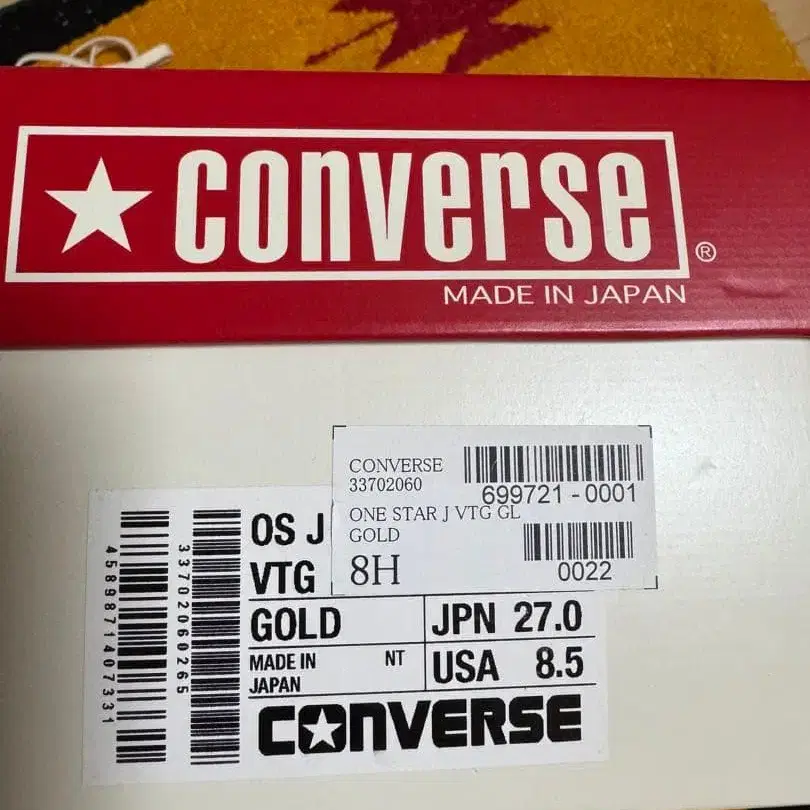 converse
®
MADE IN JAPAN
CONVERSE
33702060
699721-0001
ONE STAR J VTG GL
GOLD
8H
0022
OS J
VTG
GOLD
JPN 27.0
MADE IN JAPAN
NT
USA 8.5
CONVERSE
4589871407331
33702060265